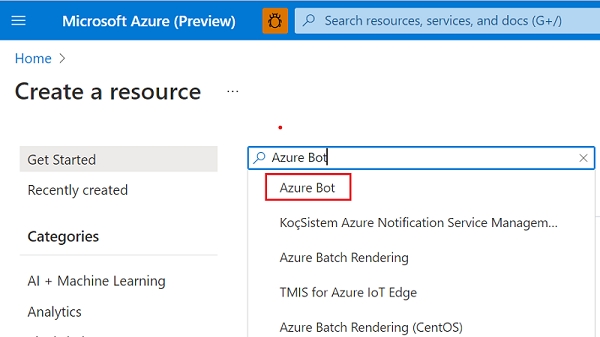 Microsoft Azure (Preview)
Search resources, services, and docs (G+/)
Home
Create a resource
...
Get Started
Recently created
Categories
AI + Machine Learning
Analytics
Azure Bot
Azure Bot
KoçSistem Azure Notification Service Managem...
Azure Batch Rendering
TMIS for Azure IoT Edge
Azure Batch Rendering (CentOS)